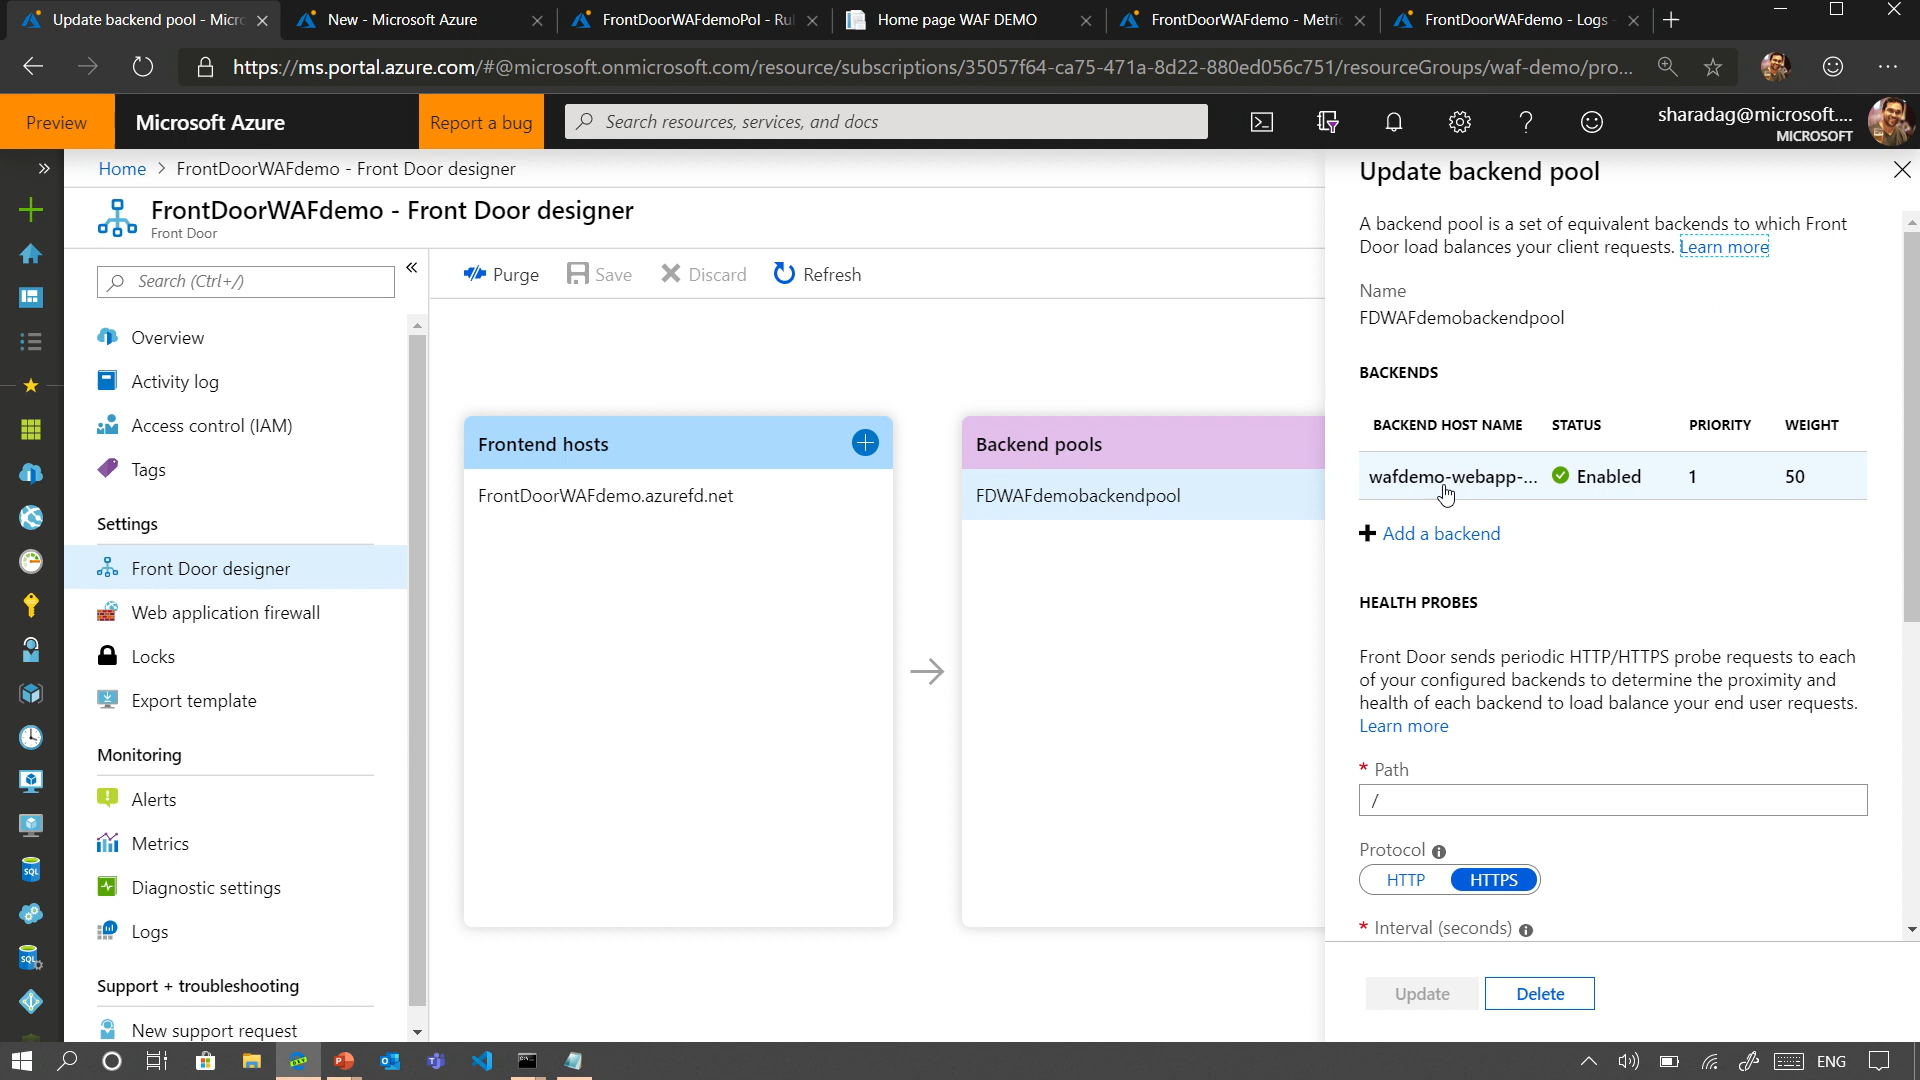 Update backend pool - Micr
New - Microsoft Azure
FrontDoorWAFdemoPol - Rul
Home page WAF DEMO
FrontDoorWAFdemo - Metric
FrontDoorWAFdemo - Logs -
https://ms.portal.azure.com/#@microsoft.onmicrosoft.com/resource/subscriptions/35057f64-ca75-471a-8d22-880ed056c751/resourceGroups/waf-demo/pro...
Preview
Microsoft Azure
Report a bug
Search resources, services, and docs
sharadag@microsoft....
MICROSOFT
Home > FrontDoorWAFdemo - Front Door designer
FrontDoorWAFdemo - Front Door designer
Front Door
Search (Ctrl+/)
Overview
Activity log
Access control (IAM)
Tags
Settings
Front Door designer
Web application firewall
Locks
Export template
Monitoring
Alerts
Metrics
Diagnostic settings
Logs
Support + troubleshooting
New support request
Purge
Save
Discard
Refresh
Frontend hosts
FrontDoorWAFdemo.azurefd.net
Backend pools
FDWAFdemobackendpool
Update backend pool
A backend pool is a set of equivalent backends to which Front
Door load balances your client requests. Learn more
Name
FDWAFdemobackendpool
BACKENDS
BACKEND HOST NAME STATUS PRIORITY WEIGHT
wafdemo-webapp-... Enabled 1 50
Add a backend
HEALTH PROBES
Front Door sends periodic HTTP/HTTPS probe requests to each
of your configured backends to determine the proximity and
health of each backend to load balance your end user requests.
Learn more
* Path
/
Protocol
HTTP HTTPS
* Interval (seconds)
Update
Delete
ENG